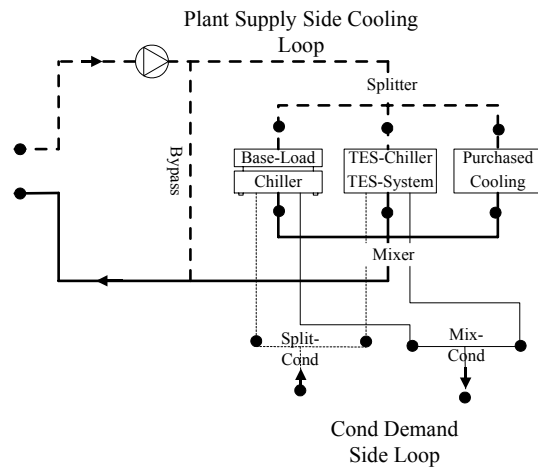 Plant Supply Side Cooling
Loop
Splitter
Bypass
Base-Load
Chiller
TES-Chiller
TES-System
Purchased
Cooling
Mixer
Split-
Cond
Mix-
Cond
Cond Demand
Side Loop